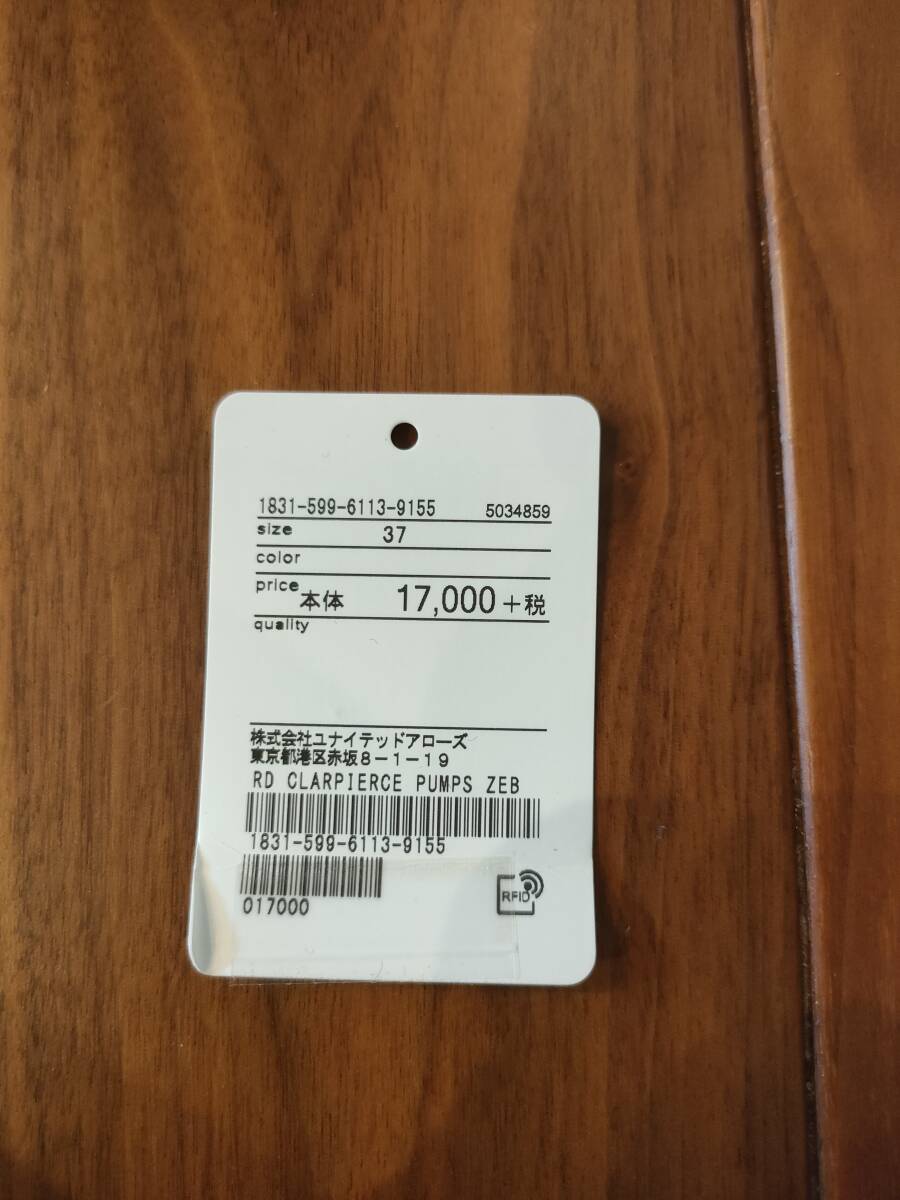 1831-599-6113-9155 5034859
size 37
color
price 本体 17,000 +税
quality
株式会社ユナイテッドアローズ
東京都港区赤坂8-1-19
RD CLARPIERCE PUMPS ZEB
1831-599-6113-9155
017000
RFID